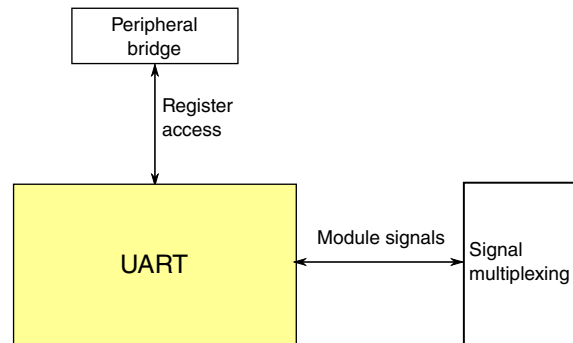 Peripheral
bridge
Register
access
UART
Module signals
Signal
multiplexing